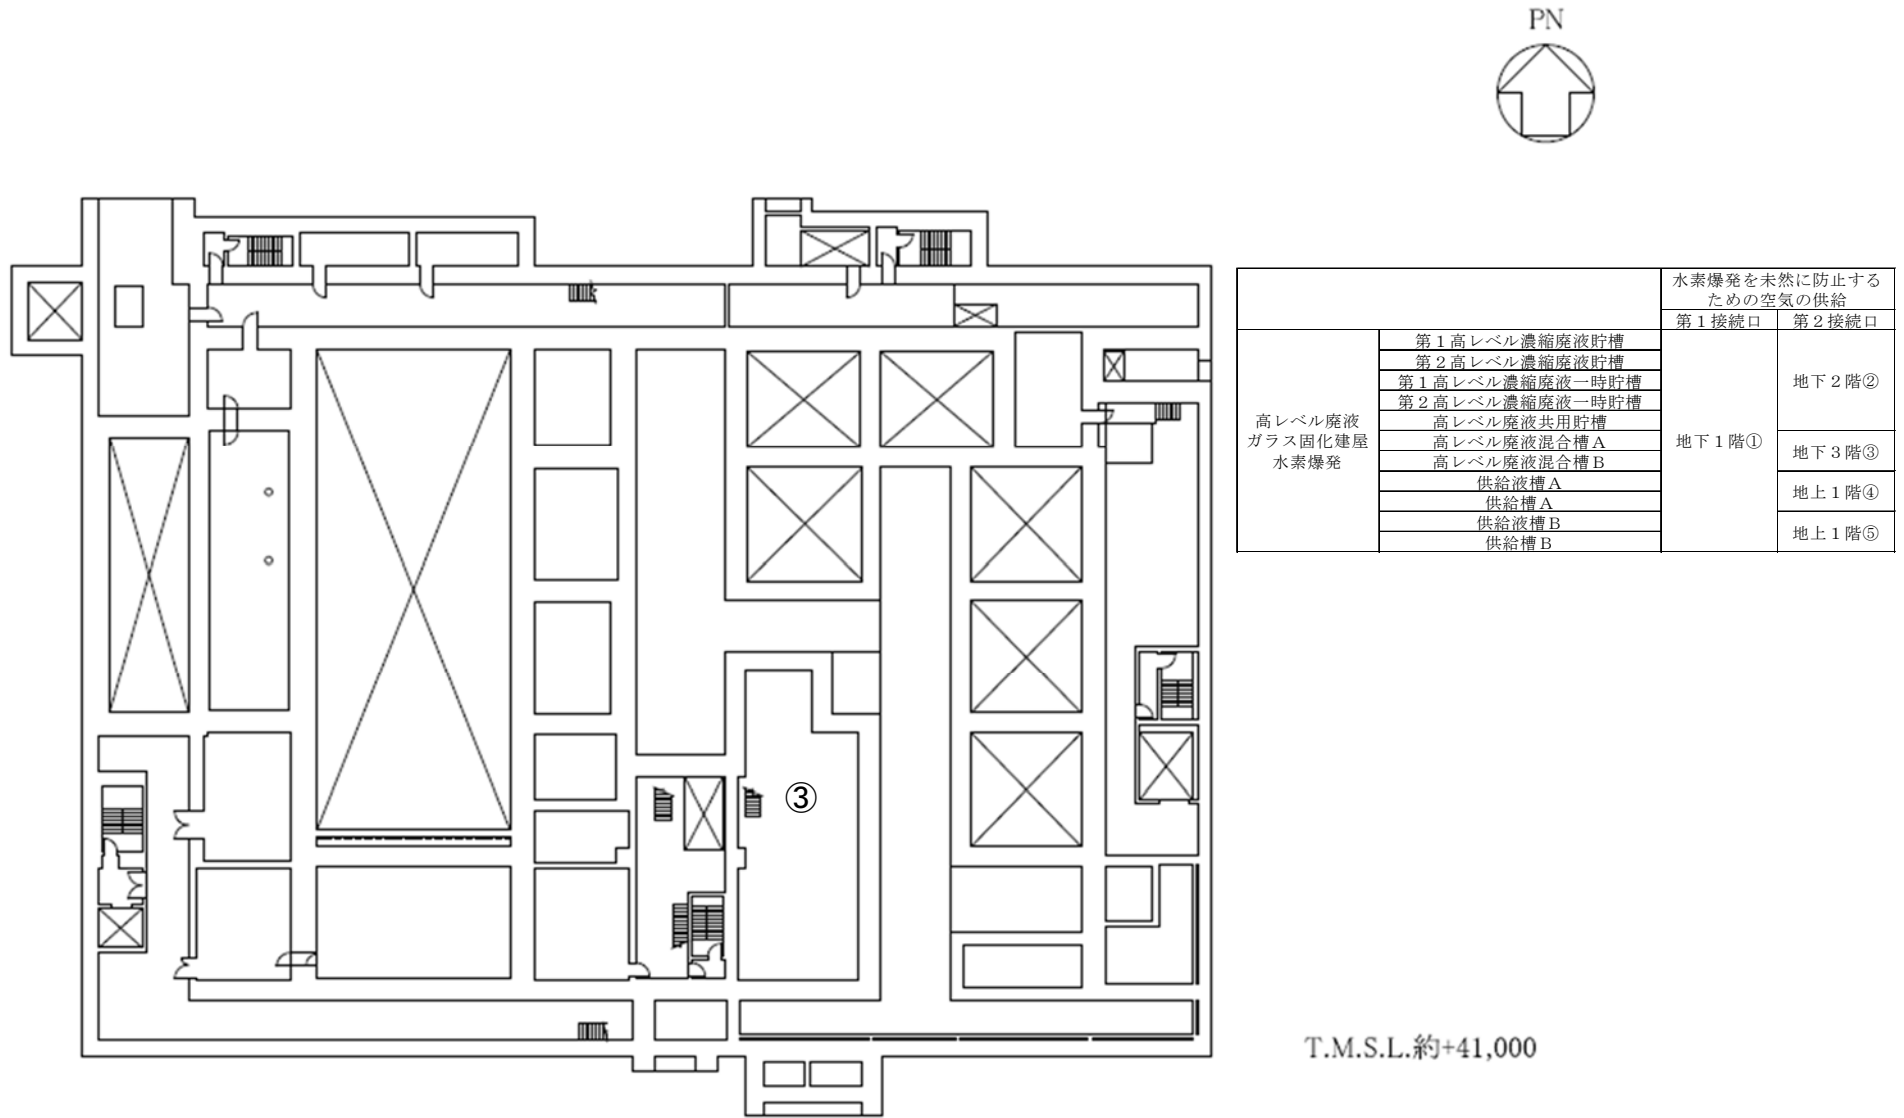 PN
水素爆発を未然に防止する
ための空気の供給
第１接続口 第２接続口
高レベル廃液
ガラス固化建屋
水素爆発
第１高レベル濃縮廃液貯槽
第２高レベル濃縮廃液貯槽
第１高レベル濃縮廃液一時貯槽
第２高レベル濃縮廃液一時貯槽
高レベル廃液共用貯槽
高レベル廃液混合槽Ａ
高レベル廃液混合槽Ｂ
供給液槽Ａ
供給槽Ａ
供給液槽Ｂ
供給槽Ｂ
地下１階①
地下２階②
地下３階③
地上１階④
地上１階⑤
③
T.M.S.L.約+41,000